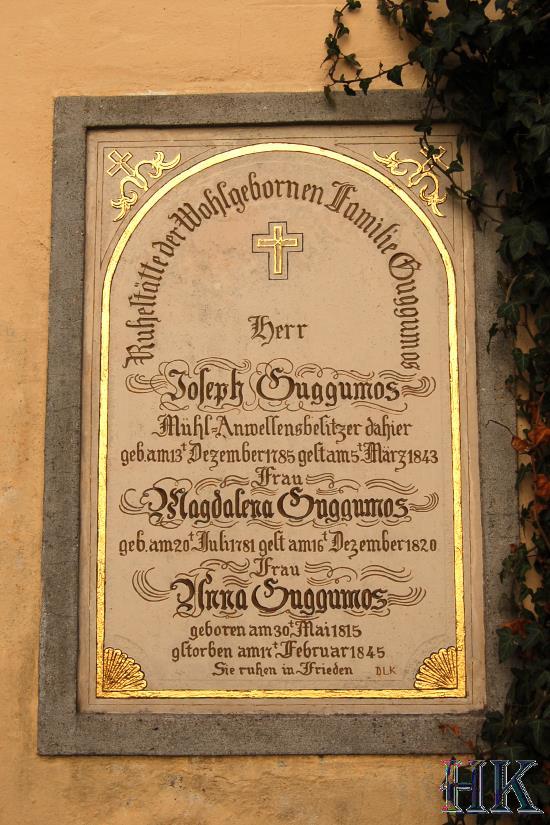 Ruhestätte der Wohlgebornen Familie Guggumos
Herr
Joseph Guggumos
Mühl-Anwesensbesitzer dahier
geb. am 13t Dezember 1785 gest am 5t März 1843
Frau
Magdalena Guggumos
geb. am 20t Juli 1781 gest am 16t Dezember 1820
Frau
Anna Guggumos
geboren am 30t Mai 1815
gstorben am 17t Februar 1845
Sie ruhen in Frieden DLK
HK